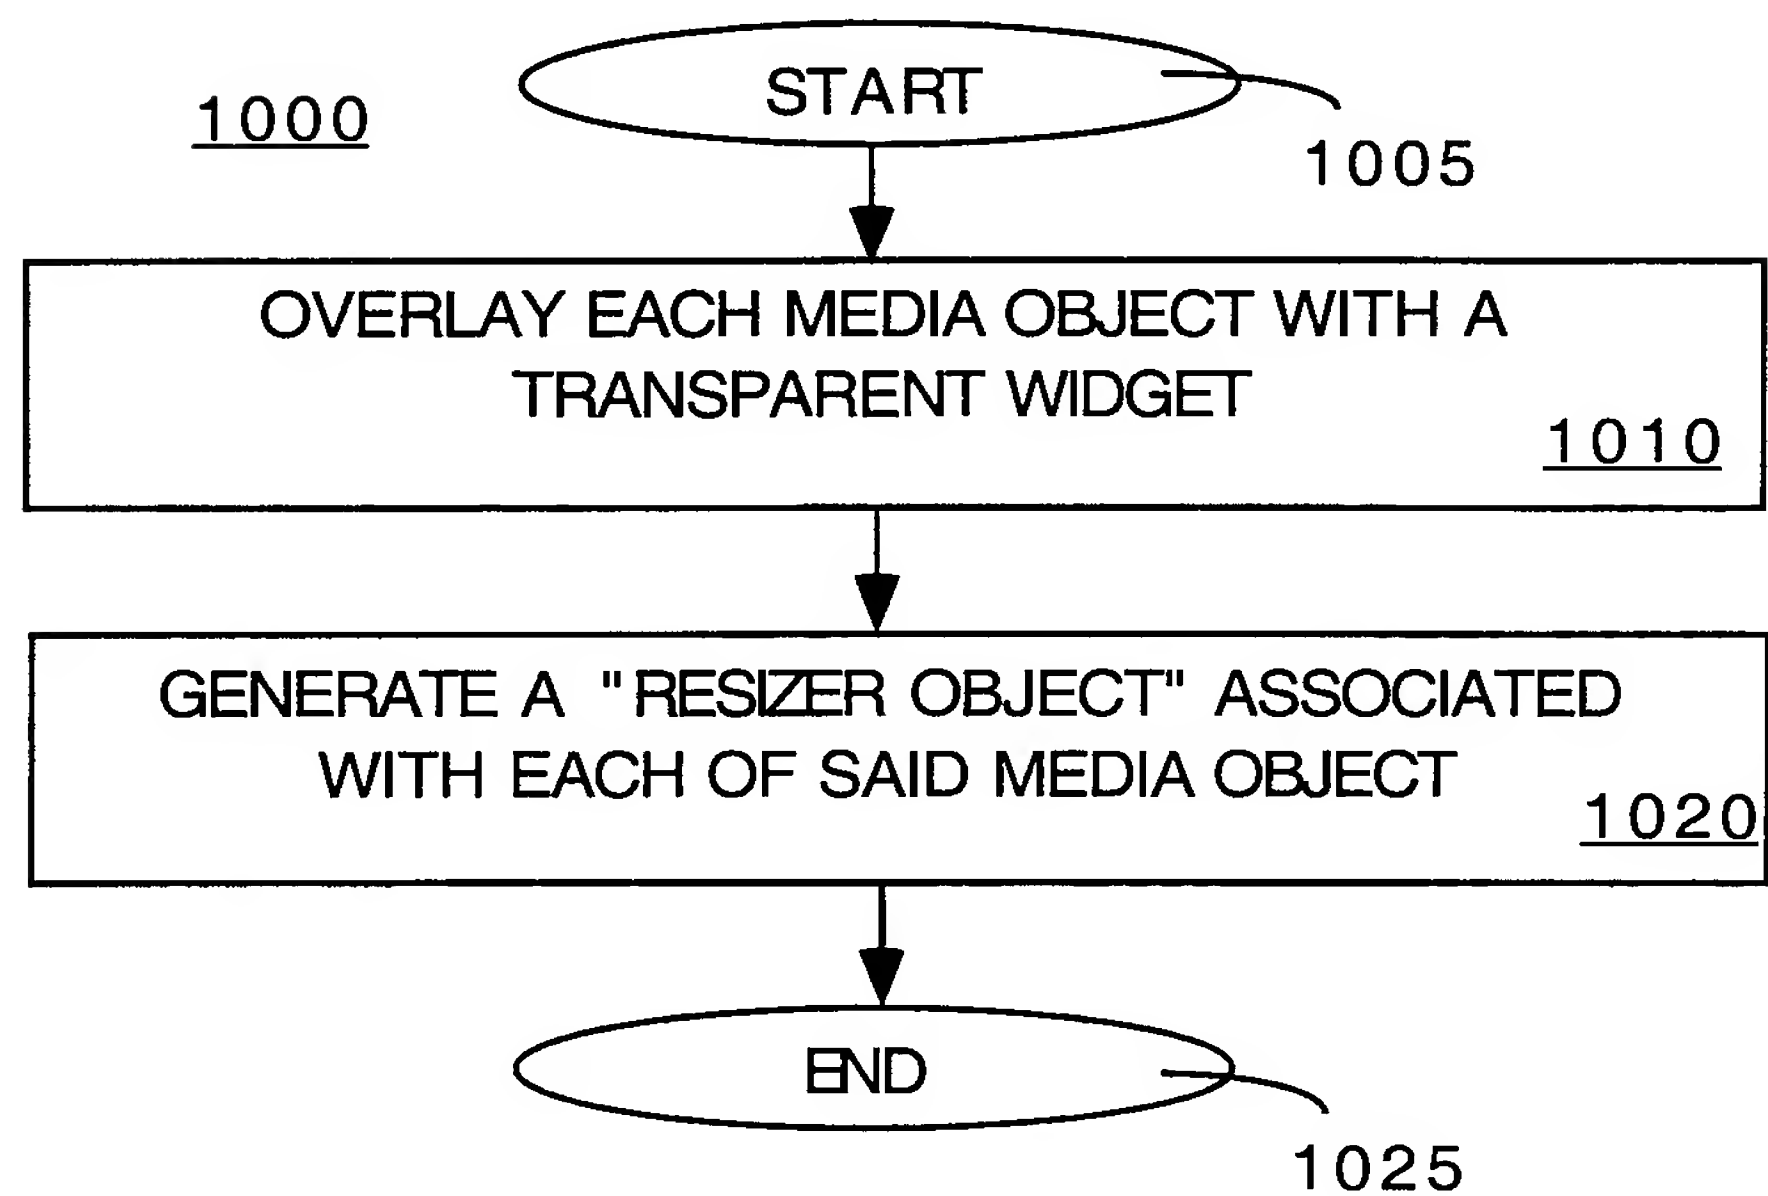 START
1000
1005
OVERLAY EACH MEDIA OBJECT WITH A
TRANSPARENT WIDGET
1010
GENERATE A "RESIZER OBJECT" ASSOCIATED
WITH EACH OF SAID MEDIA OBJECT
1020
END
1025